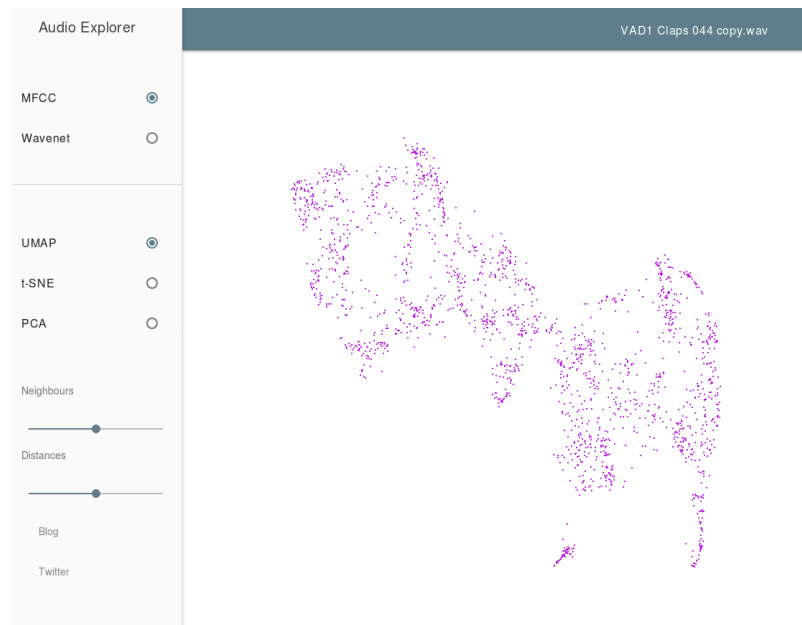 Audio Explorer
VAD1 Claps 044 copy.wav
MFCC
Wavenet
UMAP
t-SNE
PCA
Neighbours
Distances
Blog
Twitter